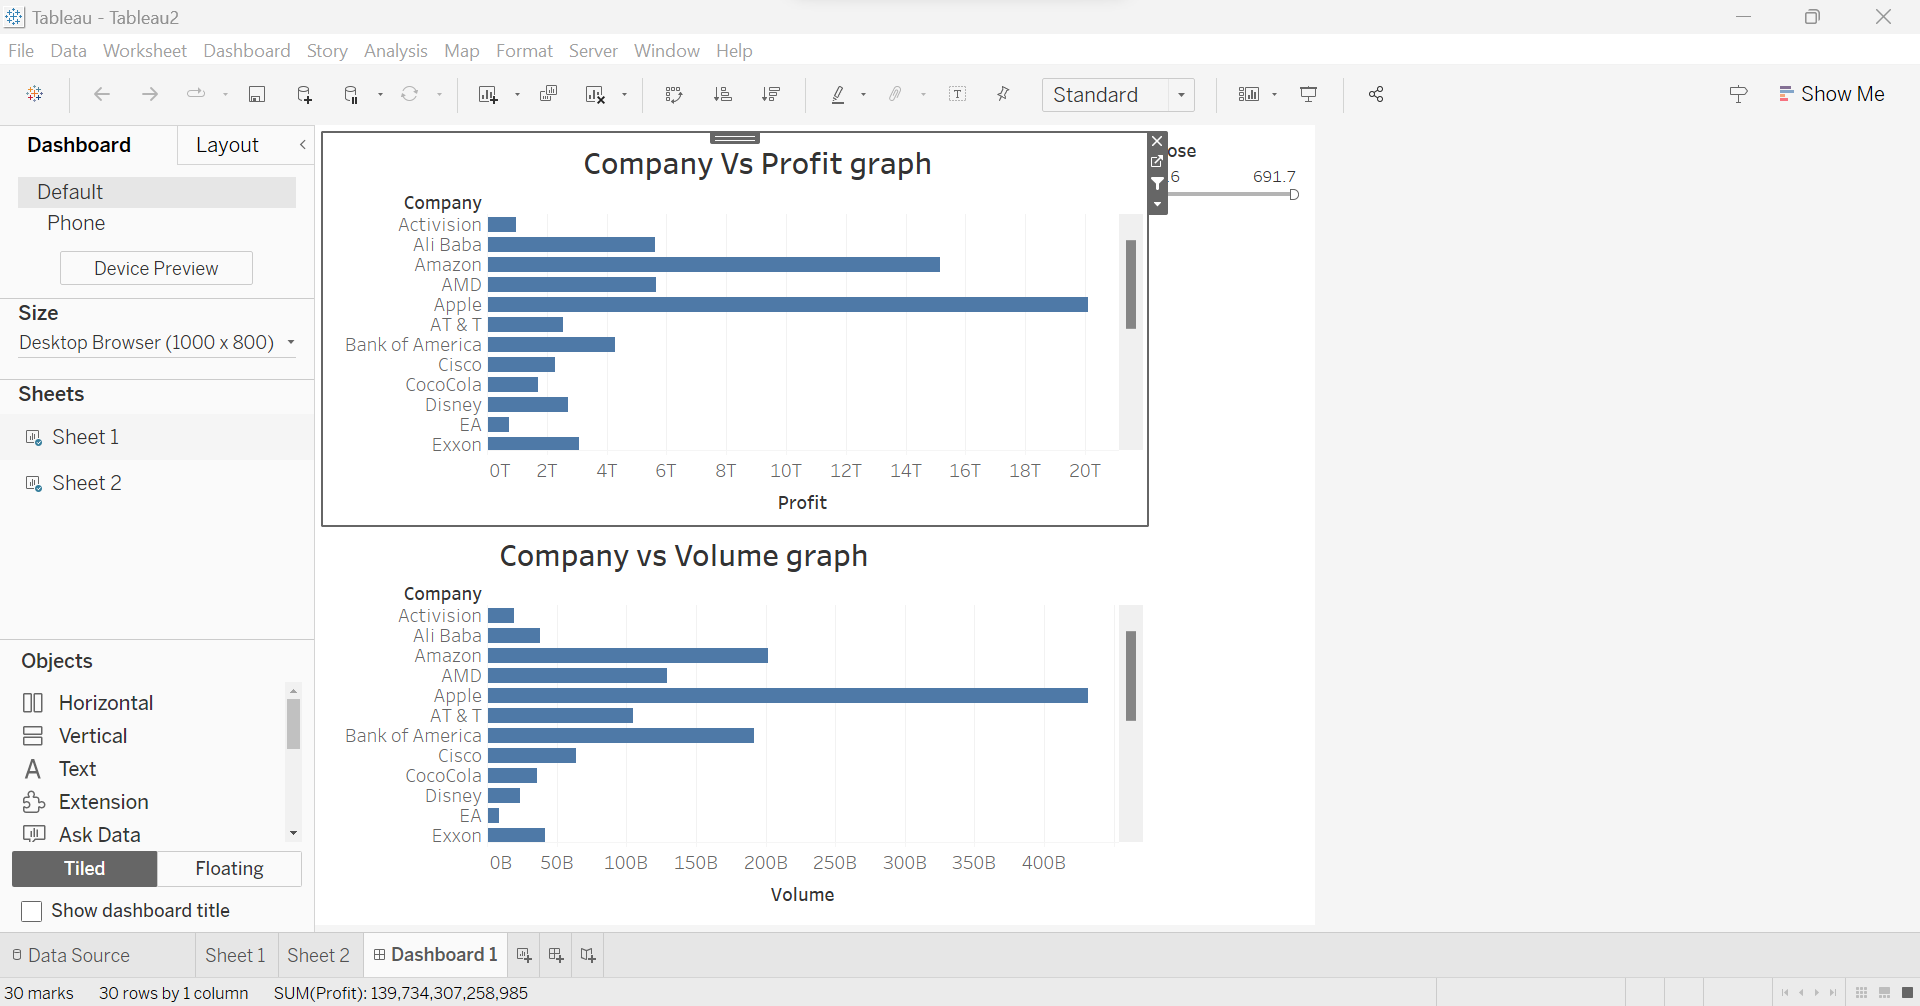 Tableau - Tableau2
File Data Worksheet Dashboard Story Analysis Map Format Server Window Help
Standard
Show Me
Dashboard Layout
Default
Phone
Device Preview
Size
Desktop Browser (1000 x 800)
Sheets
Sheet 1
Sheet 2
Objects
Horizontal
Vertical
A Text
Extension
Ask Data
Tiled Floating
Show dashboard title
Company Vs Profit graph
Company
Activision
Ali Baba
Amazon
AMD
Apple
AT & T
Bank of America
Cisco
CocoCola
Disney
EA
Exxon
0T 2T 4T 6T 8T 10T 12T 14T 16T 18T 20T
Profit
ose
.6 691.7
Company vs Volume graph
Company
Activision
Ali Baba
Amazon
AMD
Apple
AT & T
Bank of America
Cisco
CocoCola
Disney
EA
Exxon
0B 50B 100B 150B 200B 250B 300B 350B 400B
Volume
Data Source Sheet 1 Sheet 2 Dashboard 1
30 marks 30 rows by 1 column SUM(Profit): 139,734,307,258,985